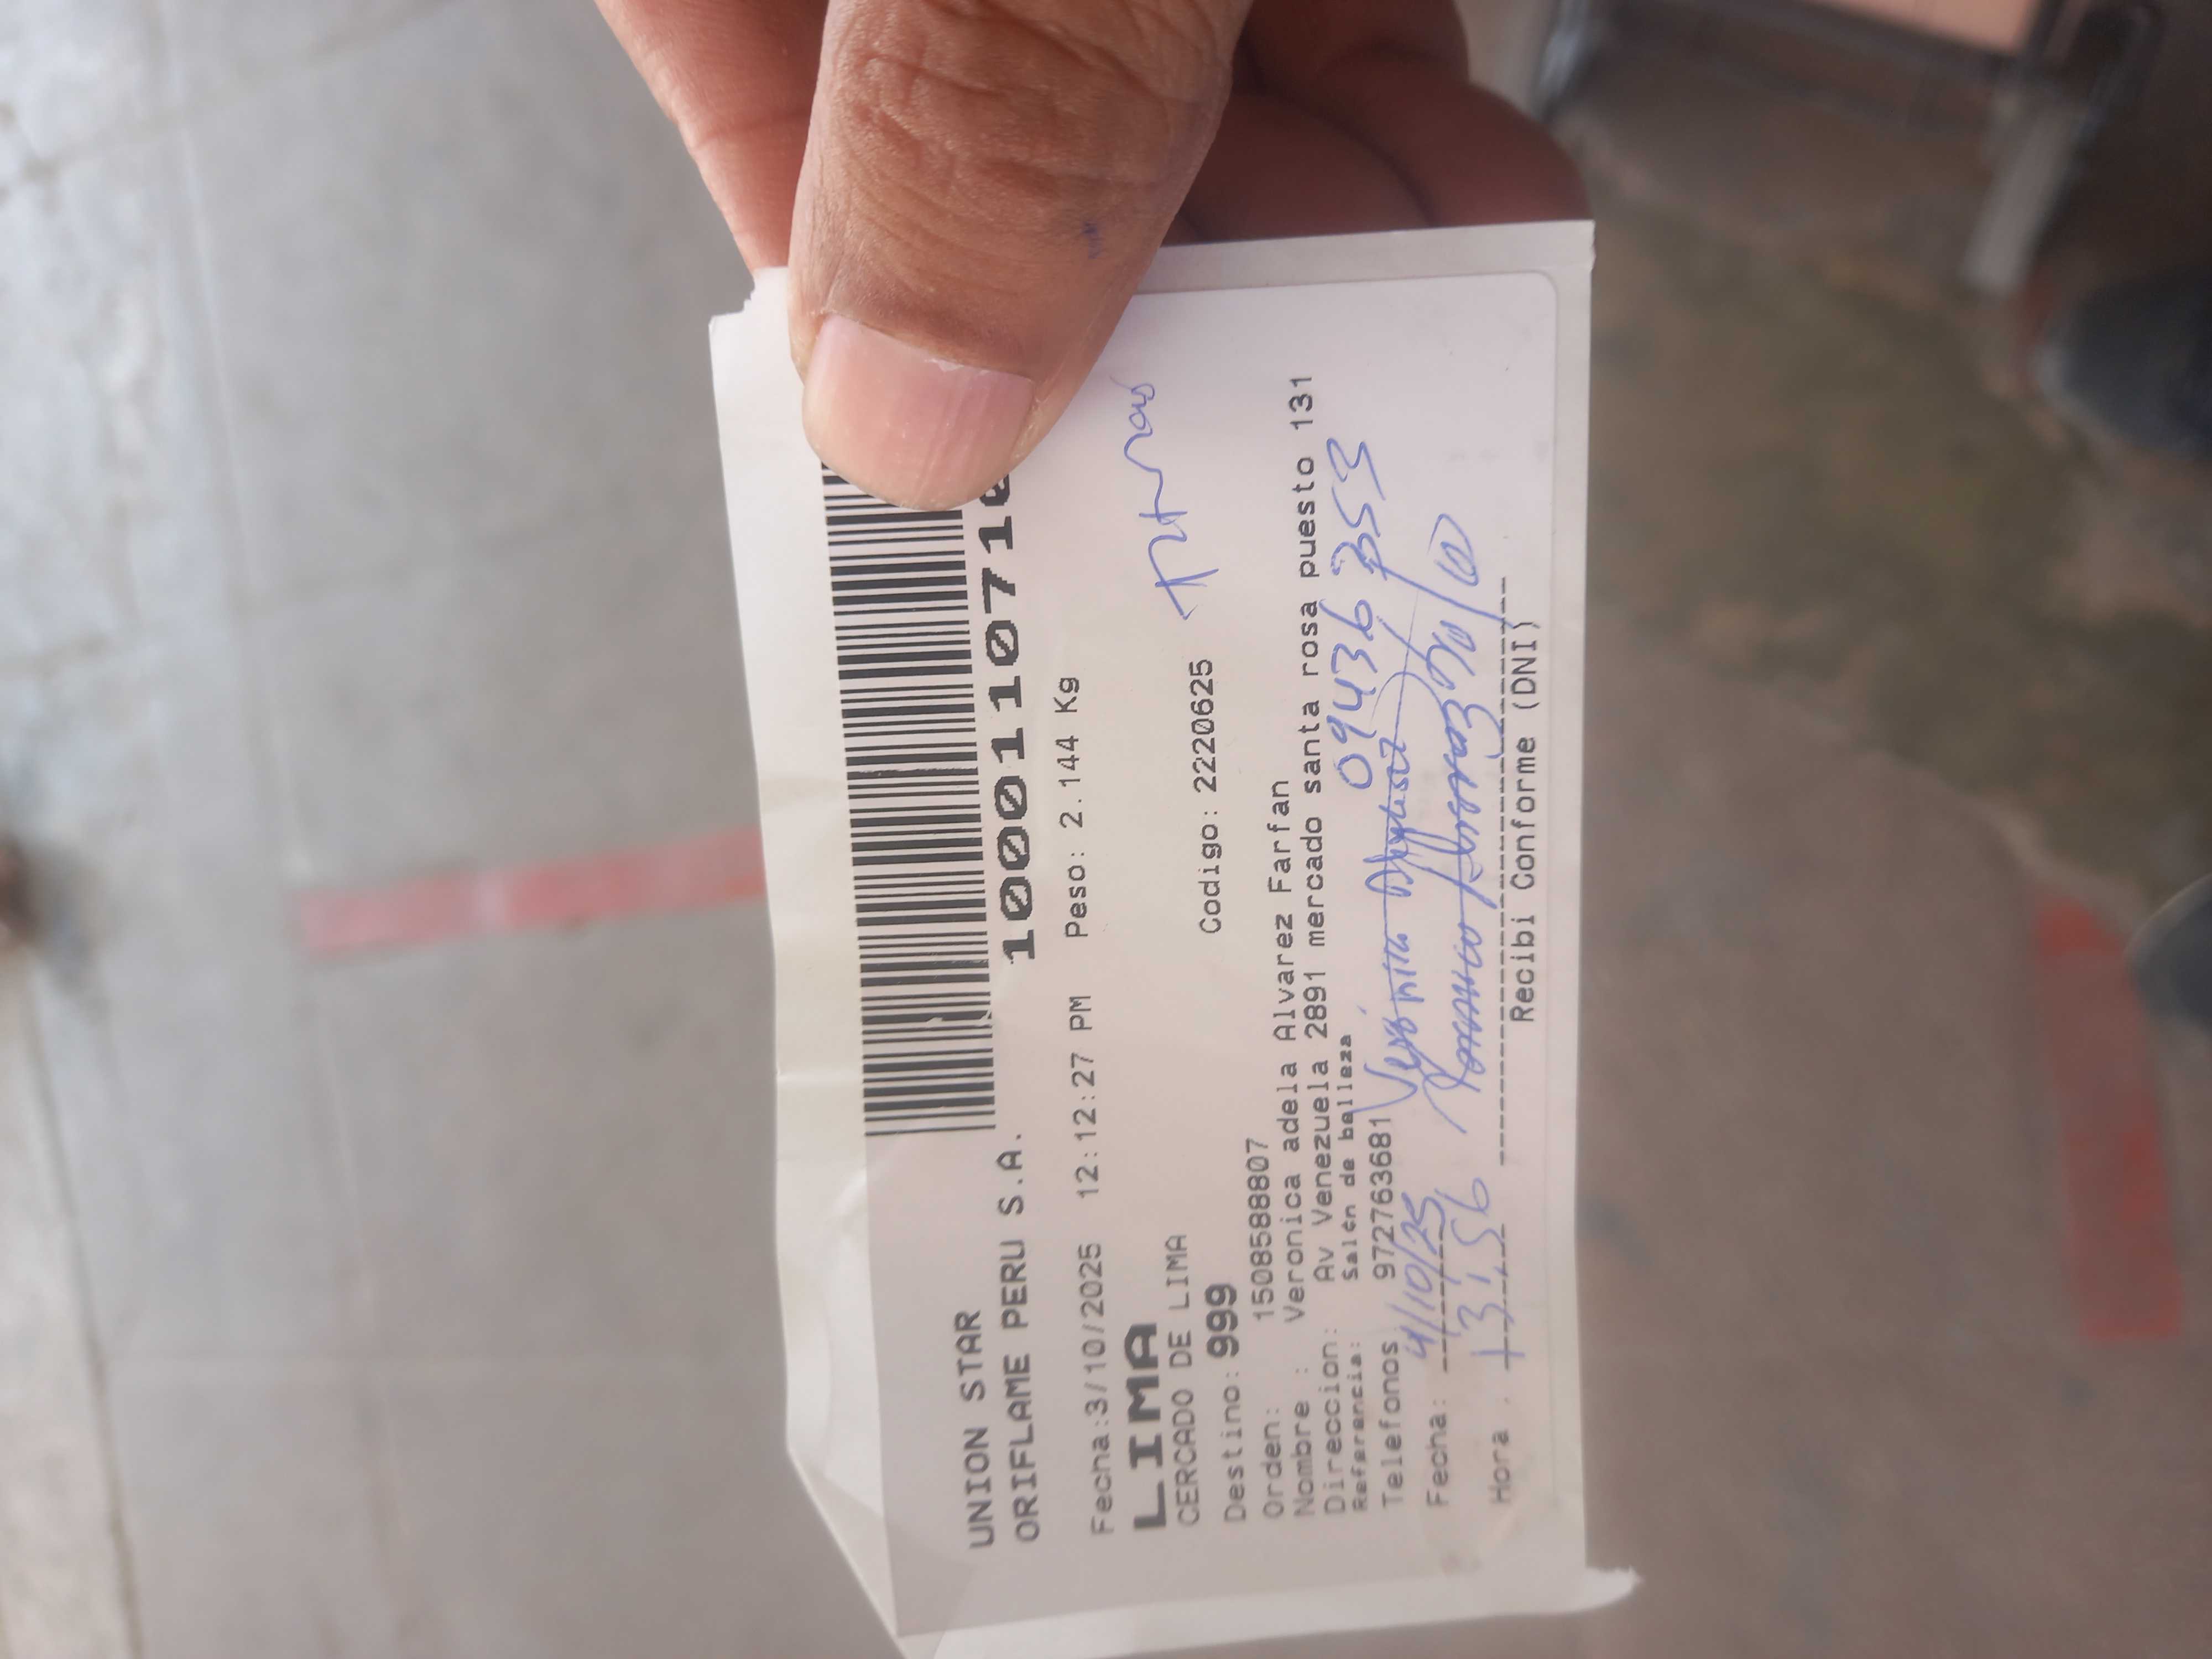 UNION STAR
ORIFLAME PERU S.A.
1000110710
Fecha:3/10/2025 12:12:27 PM Peso: 2.144 Kg
LIMA
CERCADO DE LIMA
Destino: 999 Codigo: 2220625
Orden: 1508588807
Nombre : Veronica adela Alvarez Farfan
Direccion: Av Venezuela 2891 mercado santa rosa puesto 131
Referencia: Salón de balleza
Telefonos 972763681 09436353
Fecha: 4/10/25
Hora : 13:56
Recibi Conforme (DNI)